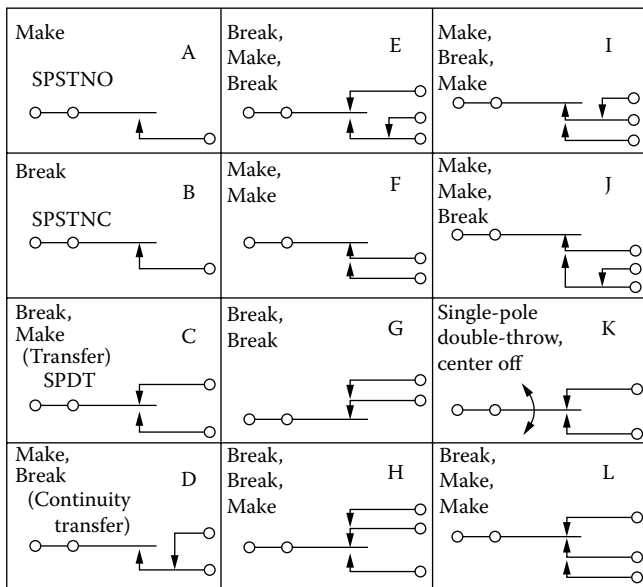 Make
A
SPSTNO
Break,
Make,
Break
E
Make,
Break,
Make
I
Break
B
SPSTNC
Make,
Make
F
Make,
Make,
Break
J
Break,
Make
(Transfer)
SPDT
C
Break,
Break
G
Single-pole
double-throw,
center off
K
Make,
Break
(Continuity
transfer)
D
Break,
Break,
Make
H
Break,
Make,
Make
L